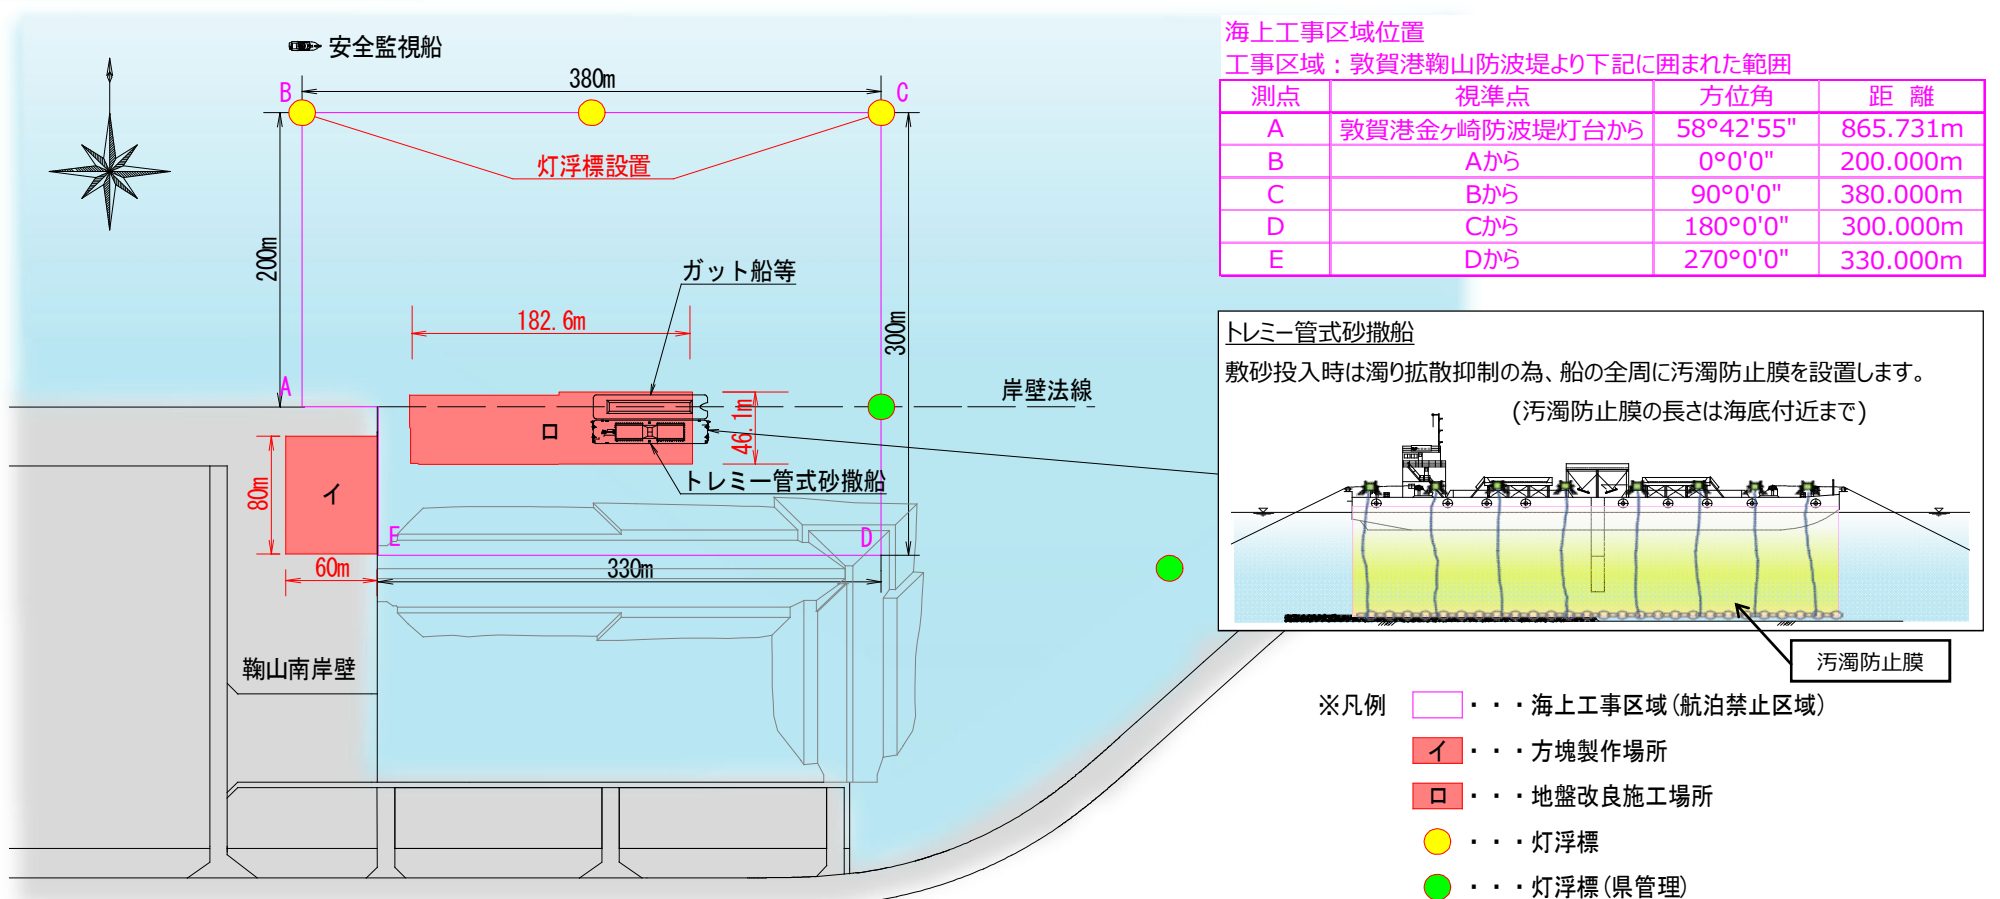 安全監視船
380m
B
C
灯浮標設置
200m
300m
ガット船等
182.6m
A
岸壁法線
46.1m
ロ
トレミー管式砂撒船
80m
イ
E
D
60m
330m
鞠山南岸壁
海上工事区域位置
工事区域：敦賀港鞠山防波堤より下記に囲まれた範囲
測点 視準点 方位角 距 離
A 敦賀港金ヶ崎防波堤灯台から 58°42'55" 865.731m
B Aから 0°0'0" 200.000m
C Bから 90°0'0" 380.000m
D Cから 180°0'0" 300.000m
E Dから 270°0'0" 330.000m
トレミー管式砂撒船
敷砂投入時は濁り拡散抑制の為、船の全周に汚濁防止膜を設置します。
(汚濁防止膜の長さは海底付近まで)
汚濁防止膜
※凡例
・・・海上工事区域(航泊禁止区域)
イ ・・・方塊製作場所
ロ ・・・地盤改良施工場所
・・・灯浮標
・・・灯浮標(県管理)